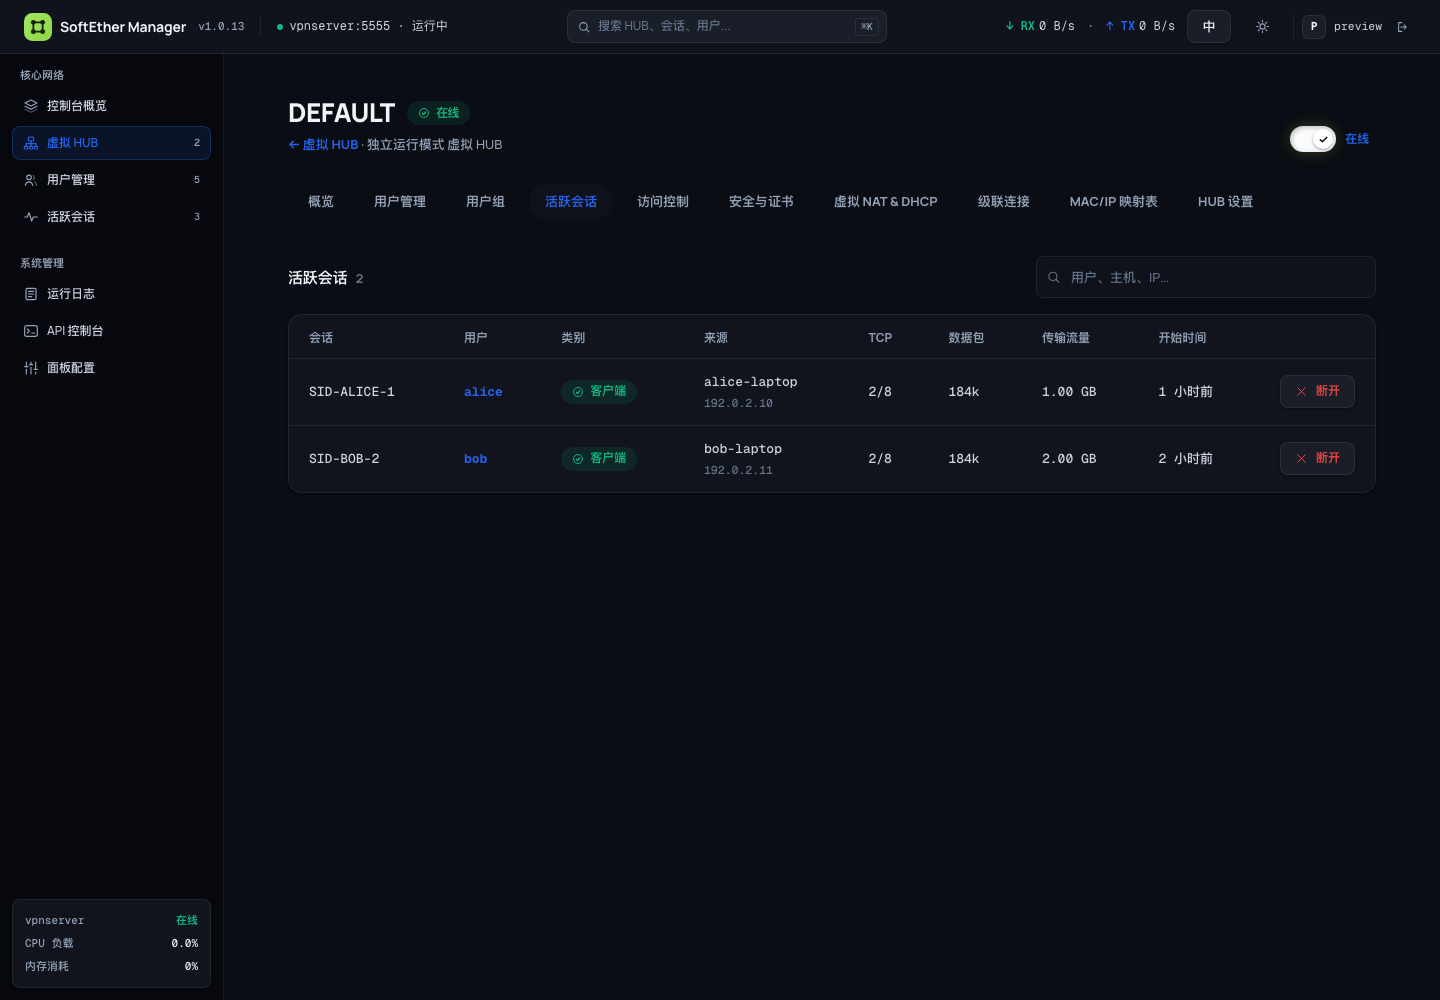 SoftEther Manager v1.0.13 vpnserver:5555 · 运行中 搜索 HUB、会话、用户... ⌘K ↓ RX 0 B/s · ↑ TX 0 B/s 中 P preview
核心网络
控制台概览
虚拟 HUB 2
用户管理 5
活跃会话 3
系统管理
运行日志
API 控制台
面板配置
vpnserver 在线
CPU 负载 0.0%
内存消耗 0%
DEFAULT 在线
← 虚拟 HUB · 独立运行模式 虚拟 HUB
在线
概览 用户管理 用户组 活跃会话 访问控制 安全与证书 虚拟 NAT & DHCP 级联连接 MAC/IP 映射表 HUB 设置
活跃会话 2 用户、主机、IP...
会话 用户 类别 来源 TCP 数据包 传输流量 开始时间
SID-ALICE-1 alice 客户端 alice-laptop 2/8 184k 1.00 GB 1 小时前 断开
192.0.2.10
SID-BOB-2 bob 客户端 bob-laptop 2/8 184k 2.00 GB 2 小时前 断开
192.0.2.11